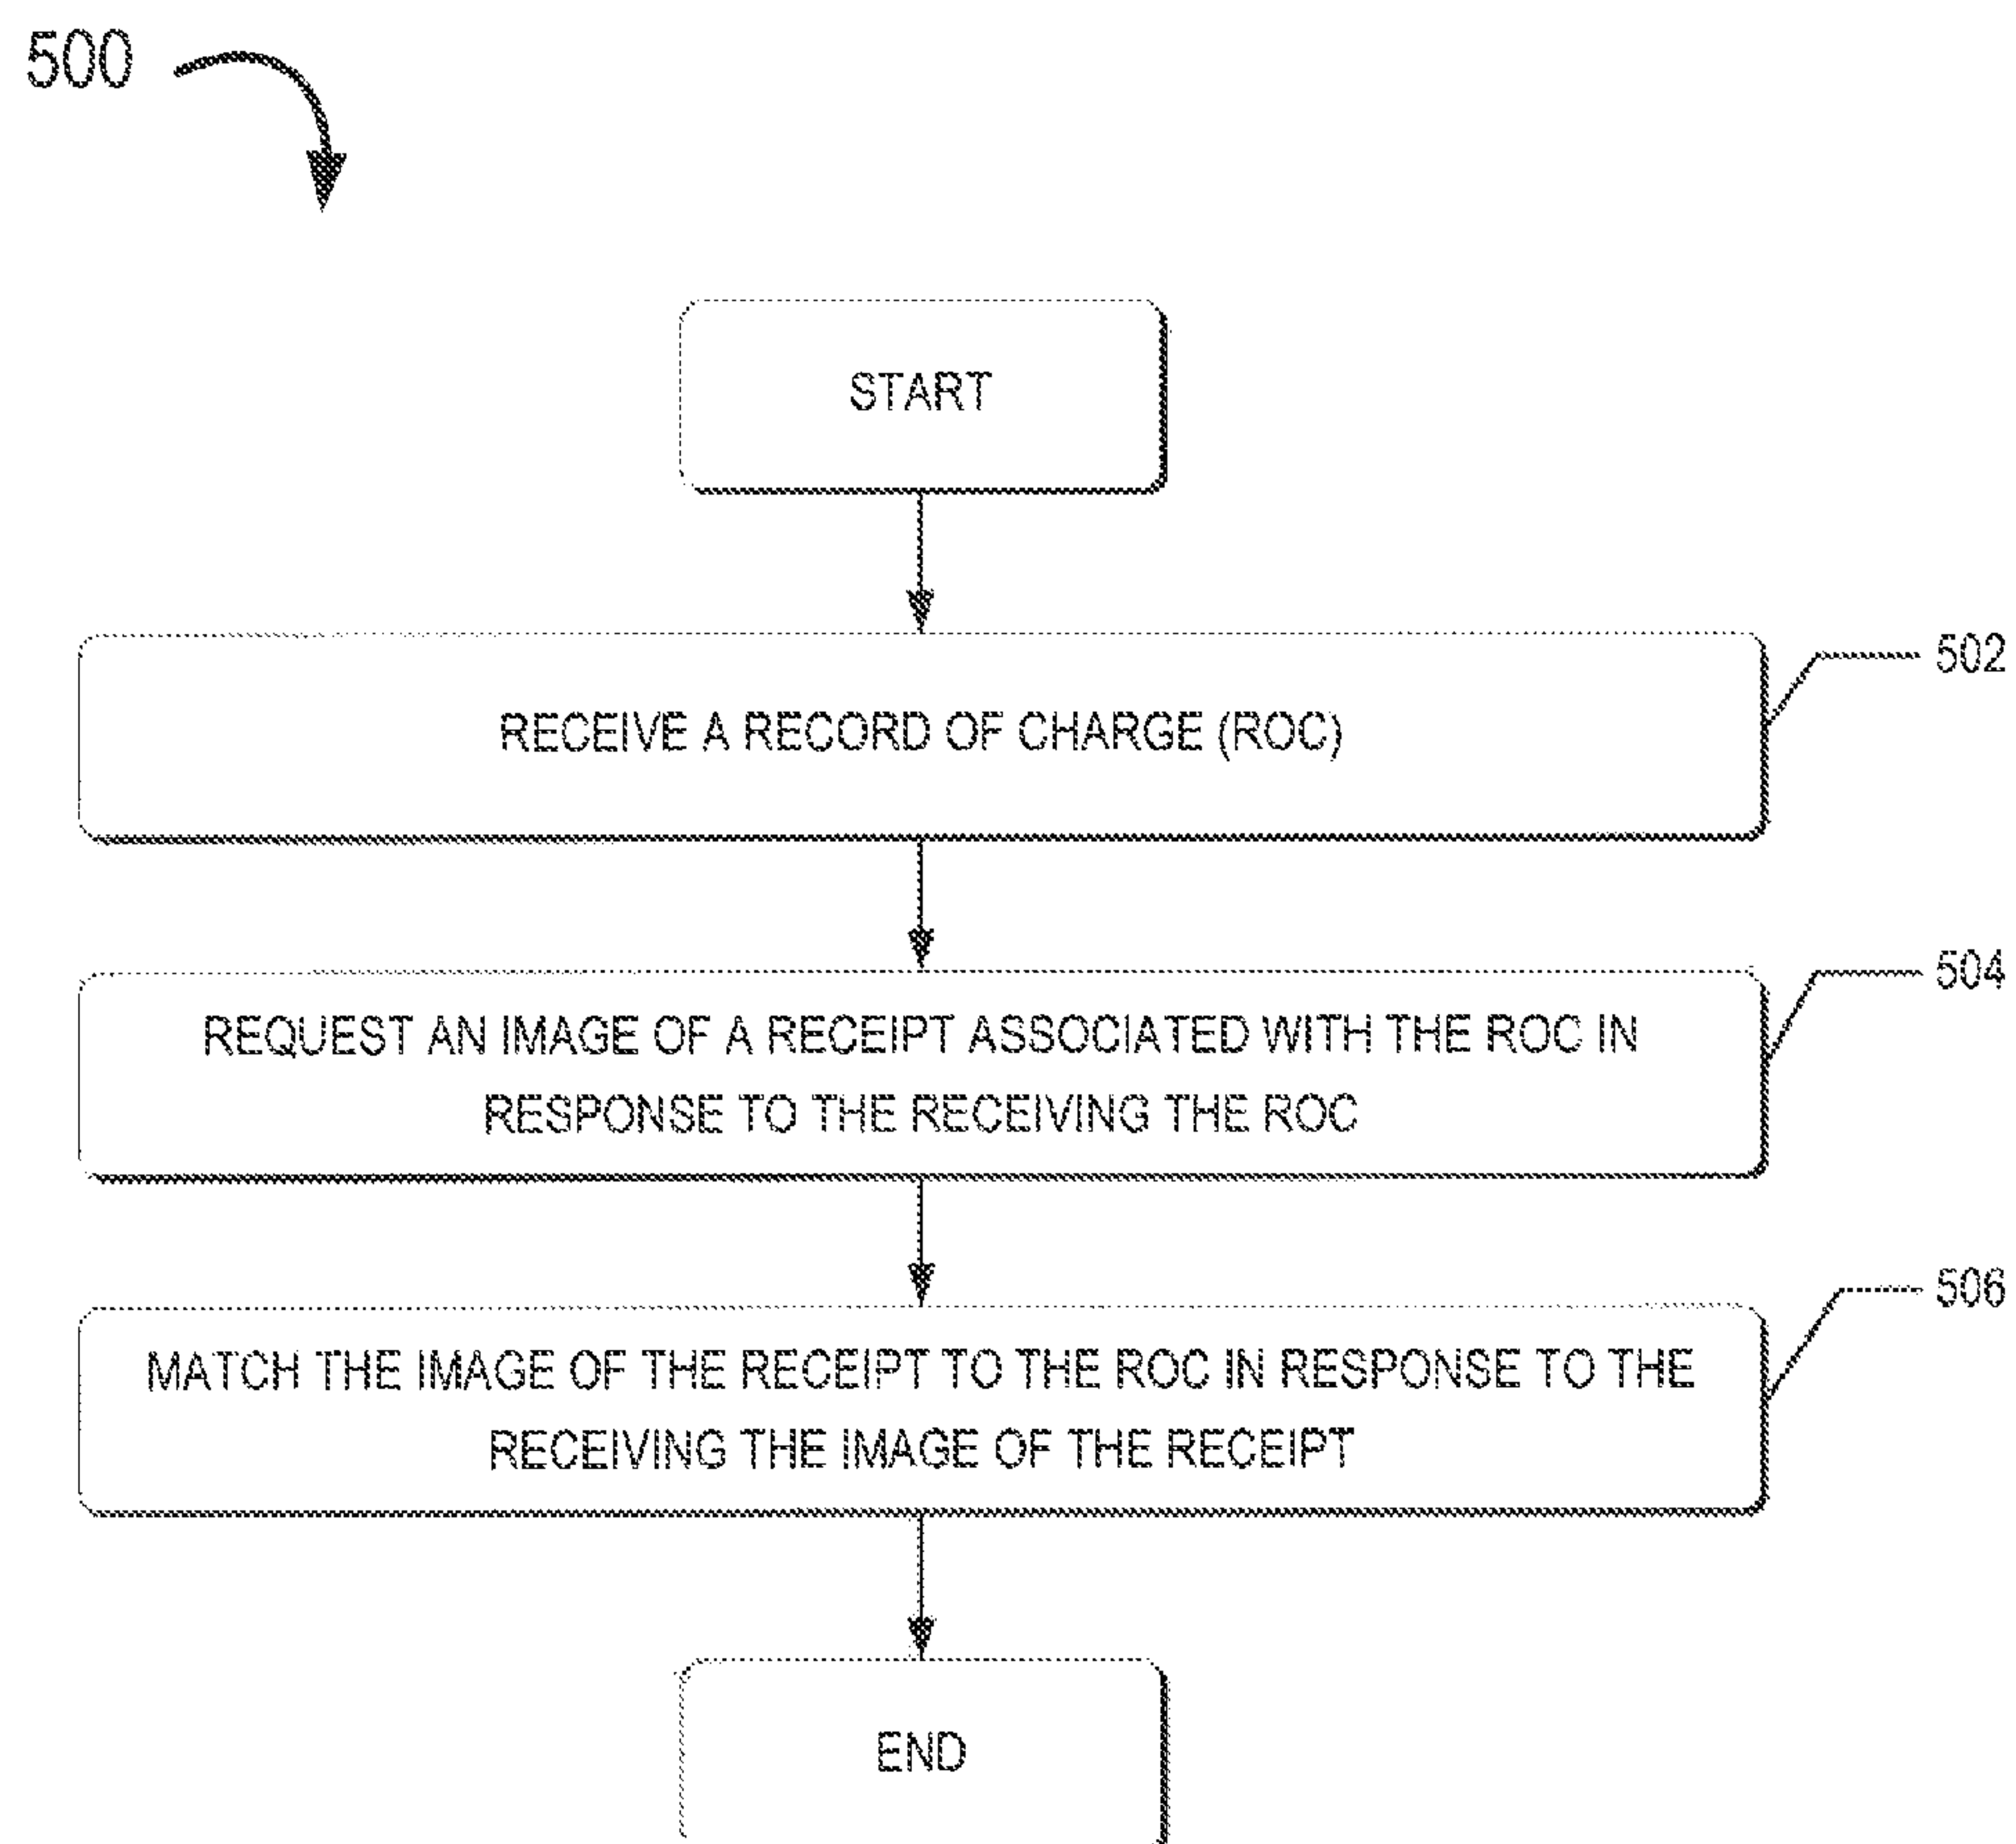 500
START
RECEIVE A RECORD OF CHARGE (ROC)
502
REQUEST AN IMAGE OF A RECEIPT ASSOCIATED WITH THE ROC IN
RESPONSE TO THE RECEIVING THE ROC
504
MATCH THE IMAGE OF THE RECEIPT TO THE ROC IN RESPONSE TO THE
RECEIVING THE IMAGE OF THE RECEIPT
506
END